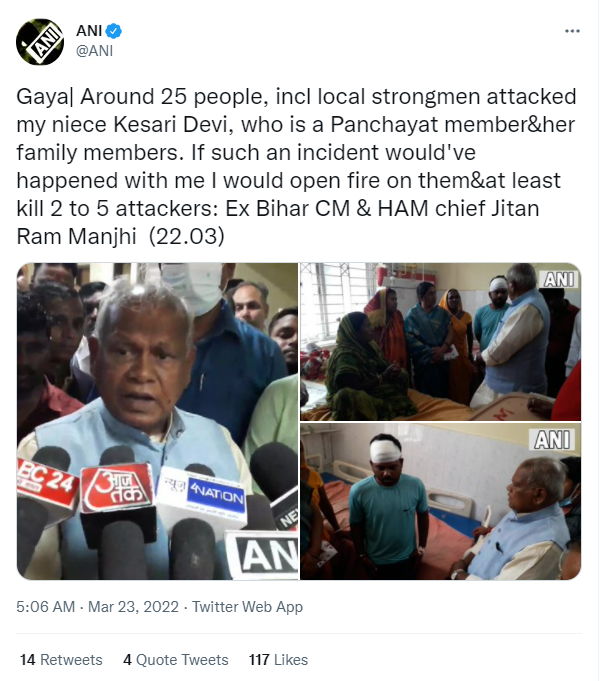 ANI
@ANI
Gaya| Around 25 people, incl local strongmen attacked
my niece Kesari Devi, who is a Panchayat member&her
family members. If such an incident would've
happened with me I would open fire on them&at least
kill 2 to 5 attackers: Ex Bihar CM & HAM chief Jitan
Ram Manjhi (22.03)
ANI
ANI
EC 24
आज तक
न्यूज़ 4NATION
NE
AN
5:06 AM · Mar 23, 2022 · Twitter Web App
14 Retweets 4 Quote Tweets 117 Likes